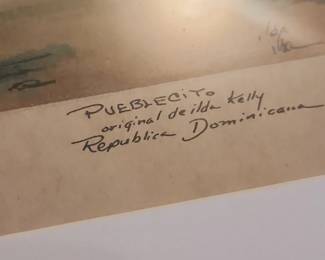 PUEBLECITO
original de ilda Kelly
Republica Dominicana